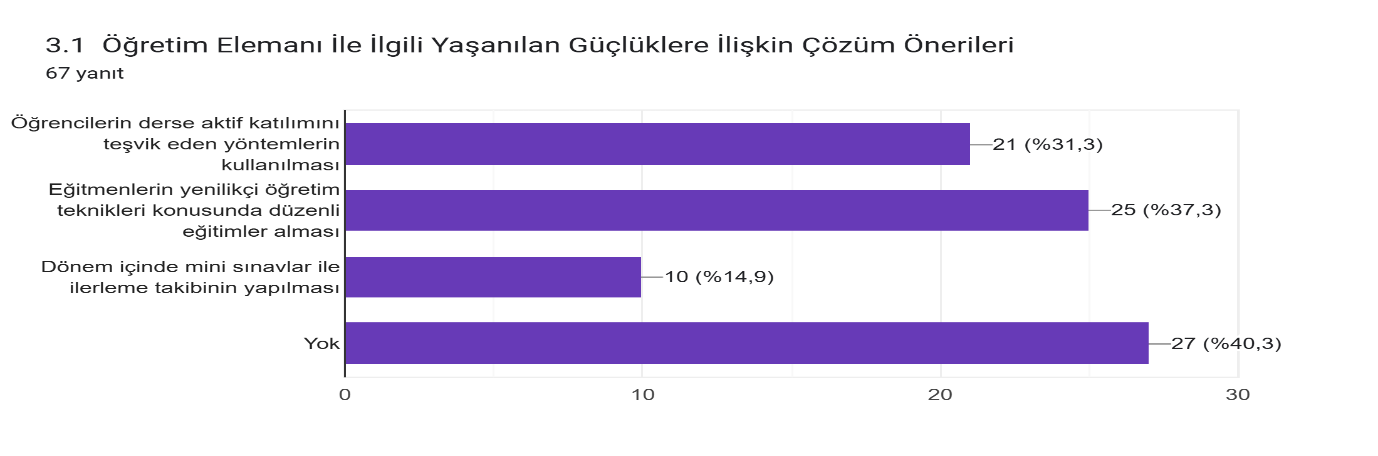 3.1 Öğretim Elemanı İle İlgili Yaşanılan Güçlüklere İlişkin Çözüm Önerileri
67 yanıt
Öğrencilerin derse aktif katılımını
teşvik eden yöntemlerin
kullanılması
21 (%31,3)
Eğitmenlerin yenilikçi öğretim
teknikleri konusunda düzenli
eğitimler alması
25 (%37,3)
Dönem içinde mini sınavlar ile
ilerleme takibinin yapılması
10 (%14,9)
Yok
27 (%40,3)
0
10
20
30